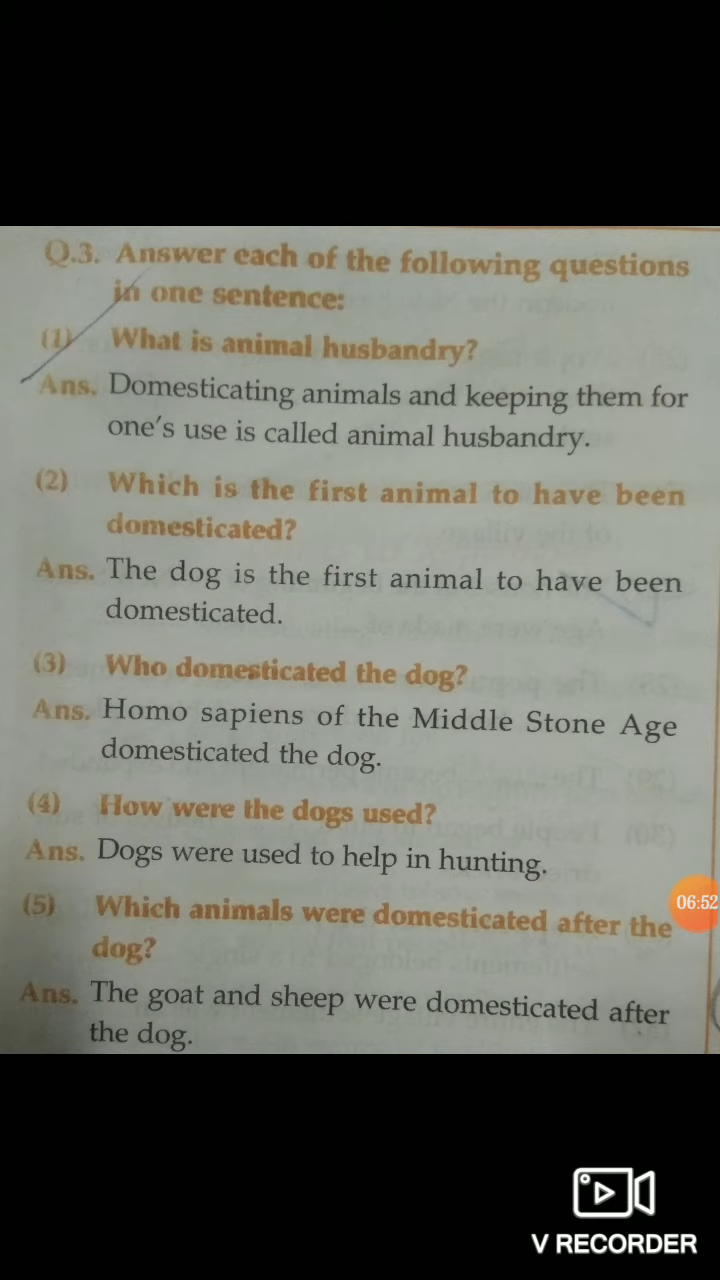 Q.3. Answer each of the following questions
in one sentence:
(1) What is animal husbandry?
Ans. Domesticating animals and keeping them for
one's use is called animal husbandry.
(2) Which is the first animal to have been
domesticated?
Ans. The dog is the first animal to have been
domesticated.
(3) Who domesticated the dog?
Ans. Homo sapiens of the Middle Stone Age
domesticated the dog.
(4) How were the dogs used?
Ans. Dogs were used to help in hunting.
06:52
(5) Which animals were domesticated after the
dog?
Ans. The goat and sheep were domesticated after
the dog.
V RECORDER